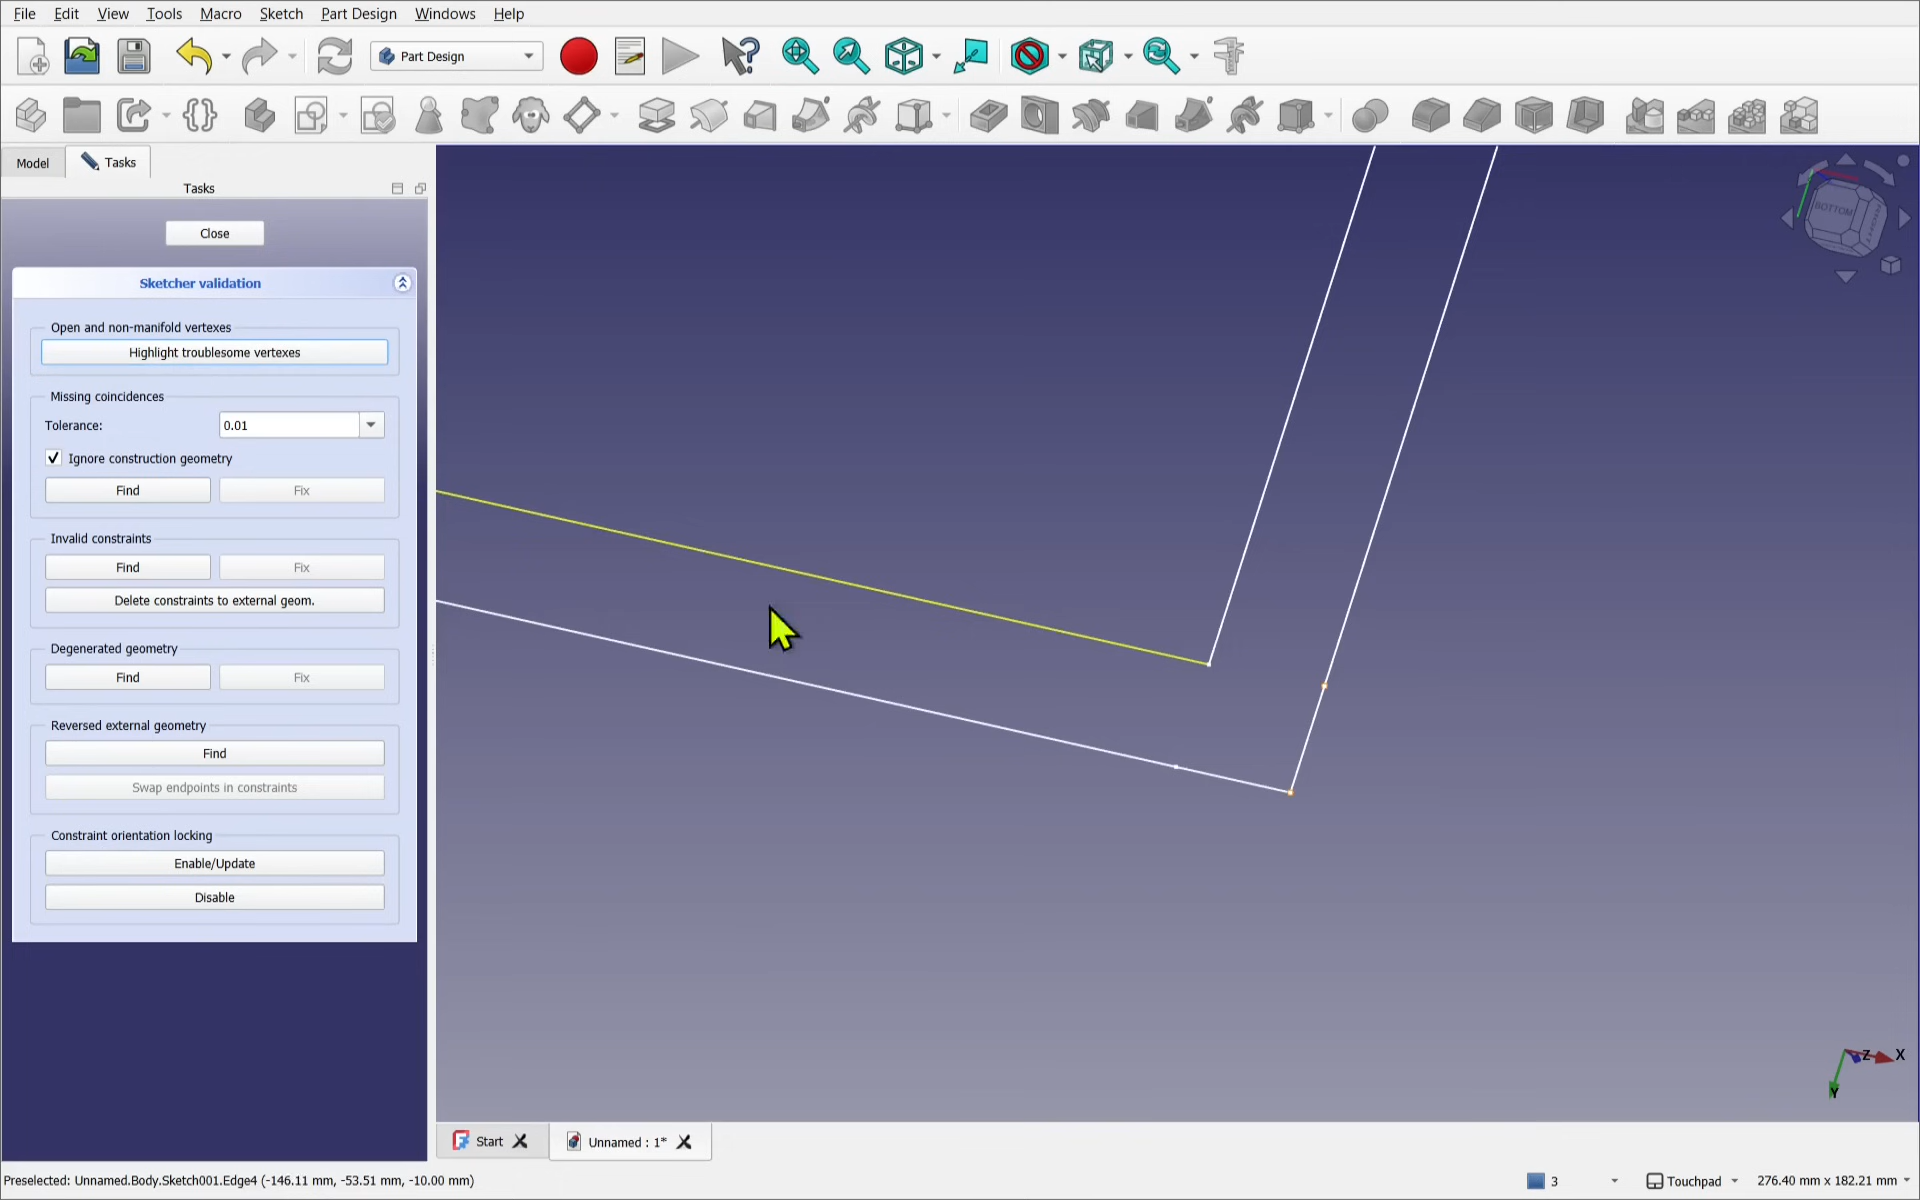 File Edit View Tools Macro Sketch Part Design Windows Help
Part Design
Model Tasks
Tasks
Close
Sketcher validation
Open and non-manifold vertexes
Highlight troublesome vertexes
Missing coincidences
Tolerance: 0.01
Ignore construction geometry
Find Fix
Invalid constraints
Find Fix
Delete constraints to external geom.
Degenerated geometry
Find Fix
Reversed external geometry
Find
Swap endpoints in constraints
Constraint orientation locking
Enable/Update
Disable
BOTTOM
Z X
Y
Start Unnamed : 1*
Preselected: Unnamed.Body.Sketch001.Edge4 (-146.11 mm, -53.51 mm, -10.00 mm) 3 Touchpad 276.40 mm x 182.21 mm